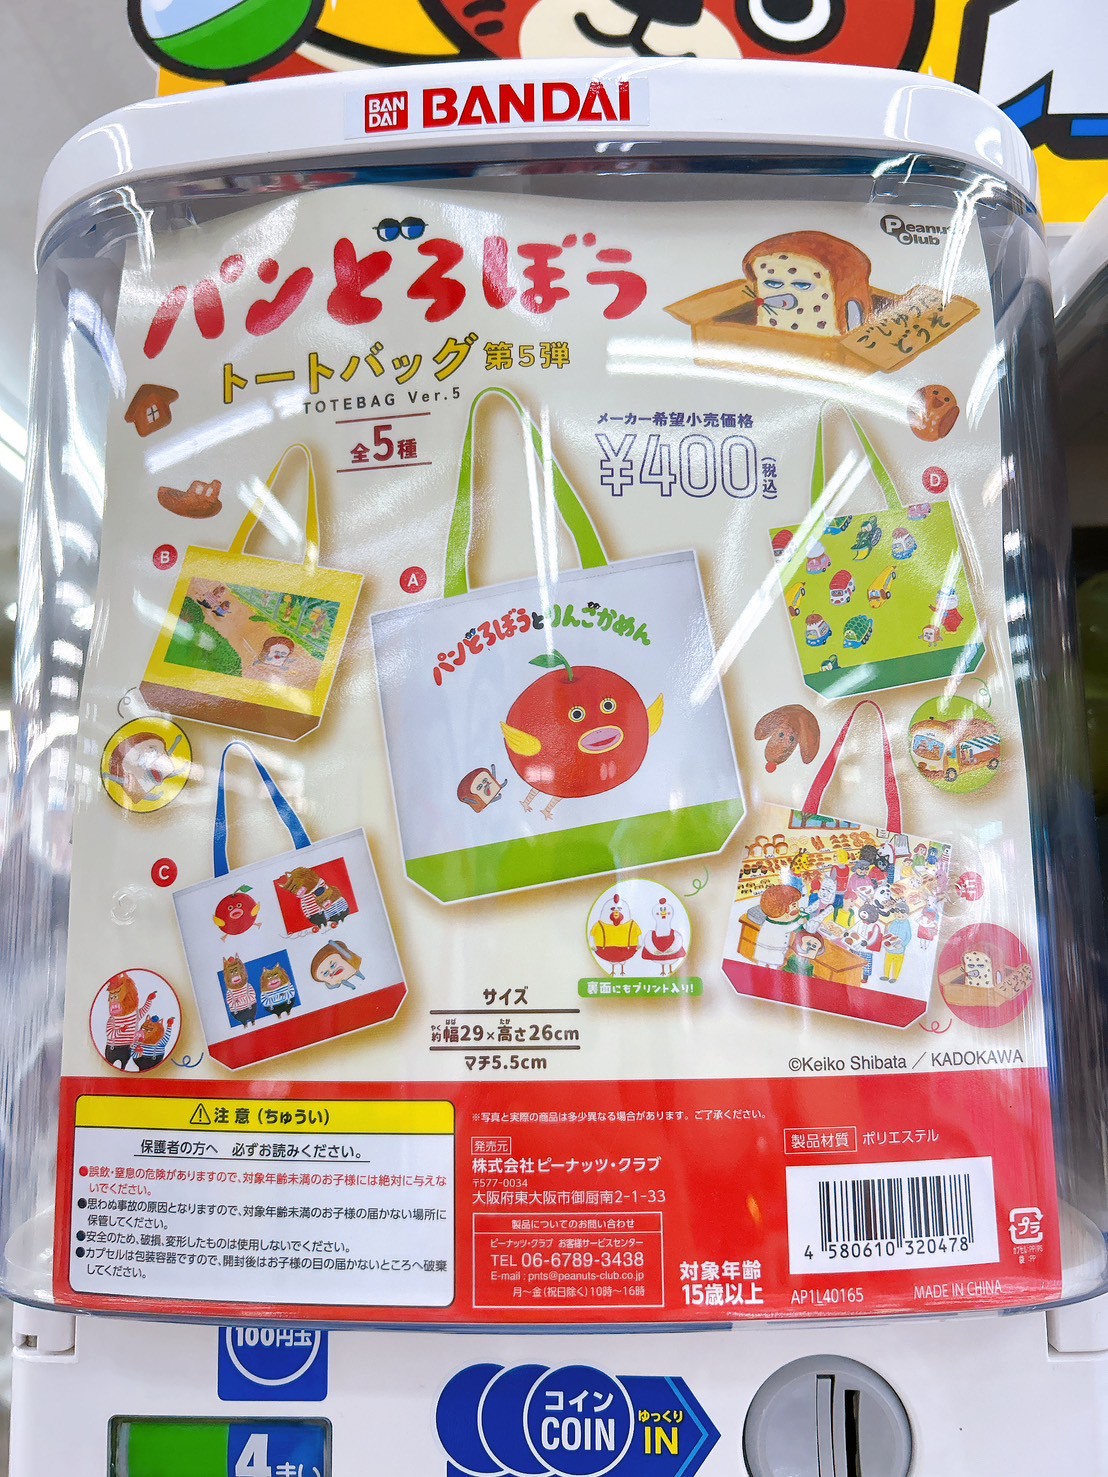 BAN
DAI
BANDAI
パンどろぼう
Peanuts
Club
トートバッグ 第5弾
TOTEBAG Ver.5
全5種
ごじゆうに
どうぞ
メーカー希望小売価格
¥400(税込)
A
B
C
D
パンどろぼうとりんごかめん
裏面にもプリント入り!
サイズ
やく はば たか
約幅29×高さ26cm
マチ5.5cm
©Keiko Shibata / KADOKAWA
⚠注意(ちゅうい)
保護者の方へ 必ずお読みください。
●誤飲・窒息の危険がありますので、対象年齢未満のお子様には絶対に与えな
いでください。
●思わぬ事故の原因となりますので、対象年齢未満のお子様の届かない場所に
保管してください。
●安全のため、破損、変形したものは使用しないでください。
●カプセルは包装容器ですので、開封後はお子様の目の届かないところへ破棄
してください。
※写真と実際の商品は多少異なる場合があります。ご了承ください。
発売元
株式会社ピーナッツ・クラブ
〒577-0034
大阪府東大阪市御厨南2-1-33
製品についてのお問い合わせ
ピーナッツ・クラブ お客様サービスセンター
TEL 06-6789-3438
E-mail : pnts@peanuts-club.co.jp
月~金(祝日除く)10時~16時
対象年齢
15歳以上
製品材質 ポリエステル
4 580610 320478
プラ
AP1L40165
MADE IN CHINA
100円玉
4まい
コイン
COIN
ゆっくり
IN